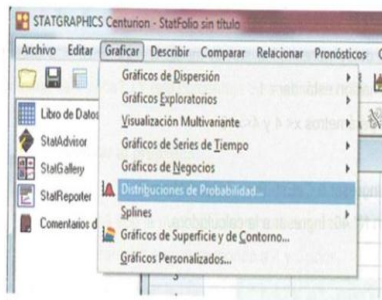 STATGRAPHICS Centurion - StatFolio sin título
Archivo Editar Graficar Describir Comparar Relacionar Pronósticos
Gráficos de Dispersión
Gráficos Exploratorios
Visualización Multivariante
Gráficos de Series de Tiempo
Gráficos de Negocios
Distribuciones de Probabilidad...
Splines
Gráficos de Superficie y de Contorno...
Gráficos Personalizados...
Libro de Datos
StatAdvisor
StatGallery
StatReporter
Comentarios d